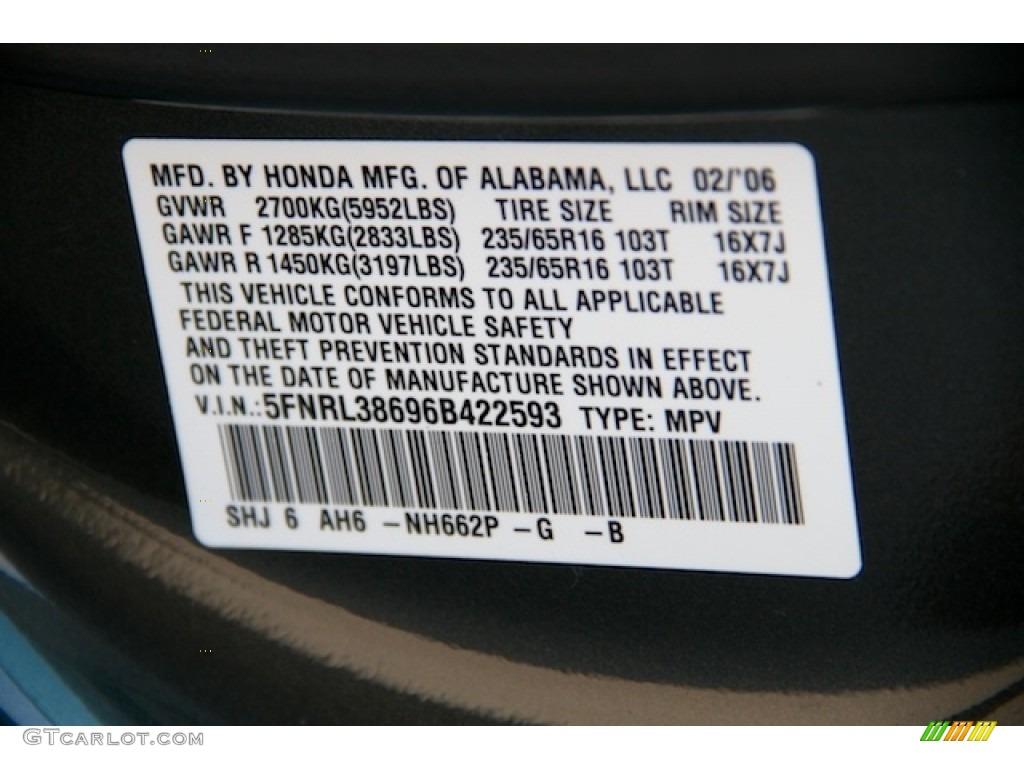 MFD. BY HONDA MFG. OF ALABAMA, LLC 02/'06
GVWR 2700KG(5952LBS) TIRE SIZE RIM SIZE
GAWR F 1285KG(2833LBS) 235/65R16 103T 16X7J
GAWR R 1450KG(3197LBS) 235/65R16 103T 16X7J
THIS VEHICLE CONFORMS TO ALL APPLICABLE
FEDERAL MOTOR VEHICLE SAFETY
AND THEFT PREVENTION STANDARDS IN EFFECT
ON THE DATE OF MANUFACTURE SHOWN ABOVE.
V.I.N.:5FNRL38696B422593 TYPE: MPV
SHJ 6 AH6 -NH662P -G -B
GTCARLOT.COM